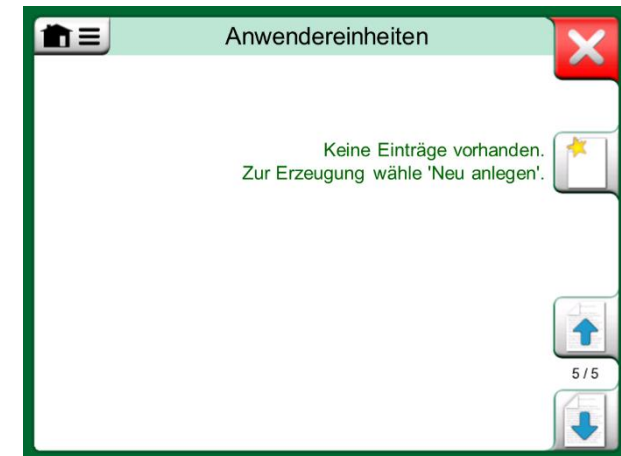 Anwendereinheiten
Keine Einträge vorhanden.
Zur Erzeugung wähle 'Neu anlegen'.
5 / 5